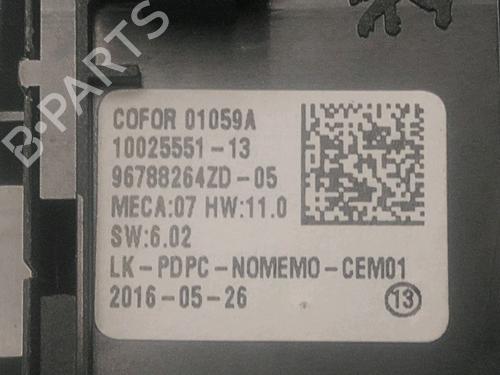 B-PARTS
COFOR 01059A
10025551-13
96788264ZD-05
MECA:07 HW:11.0
SW:6.02
LK-PDPC-NOMEMO-CEM01
2016-05-26 13